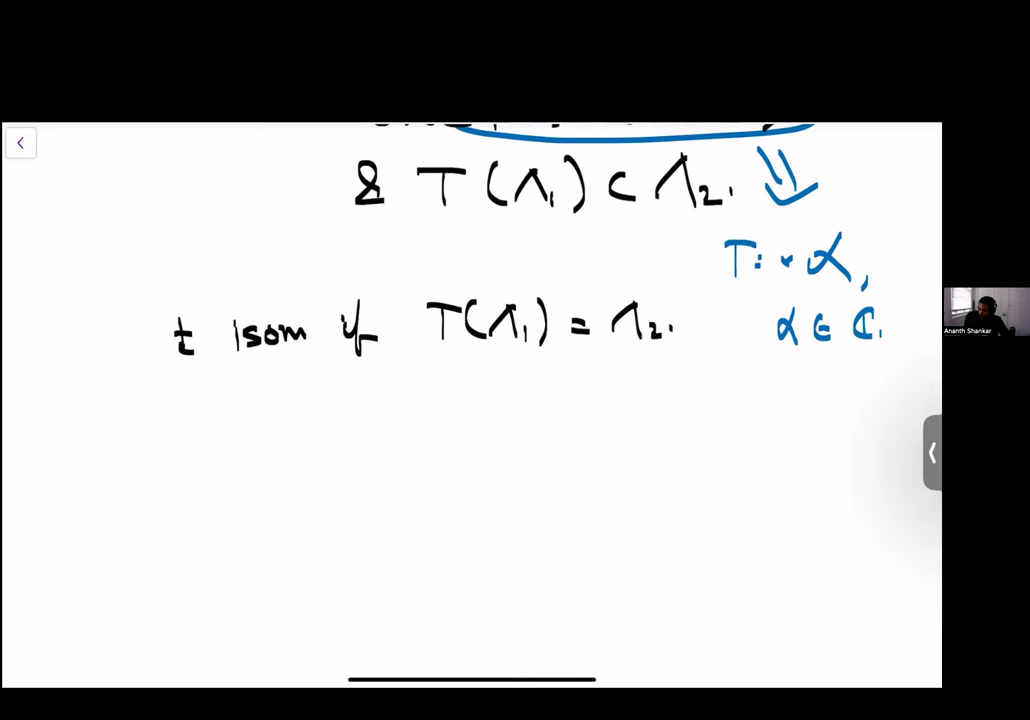 & T(Λ₁) ⊂ Λ₂.
T: × α,
α ∈ ℂ.
t isom if T(Λ₁) = Λ₂.
Ananth Shankar